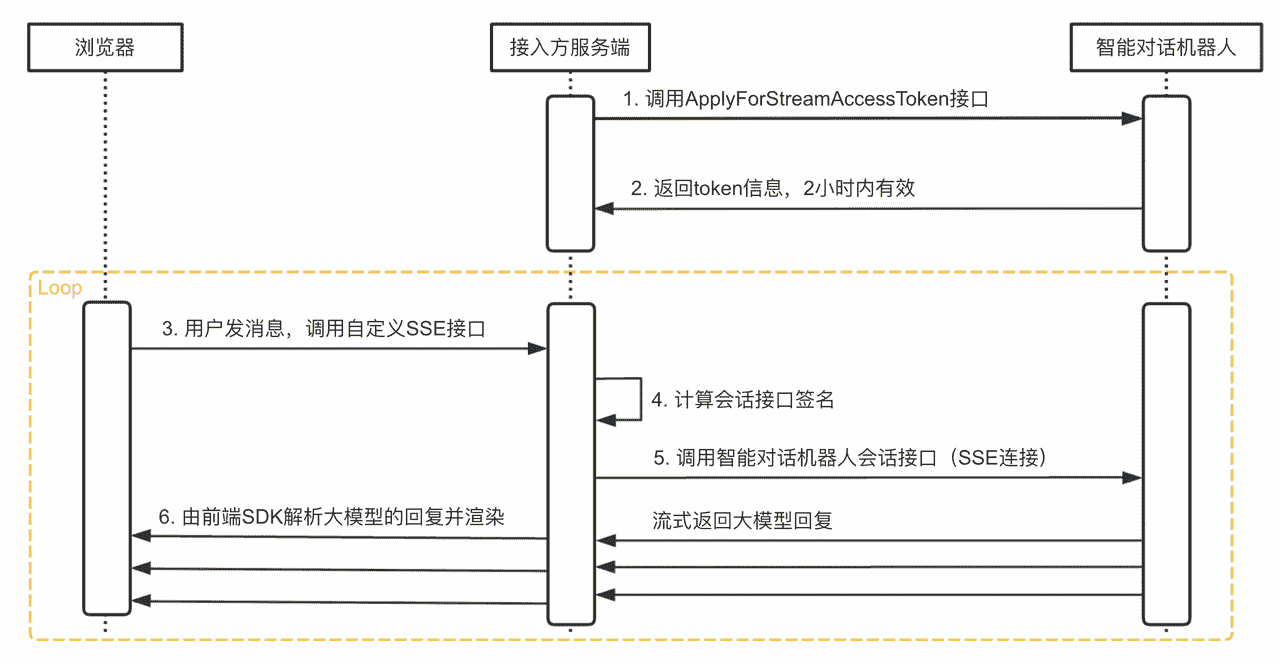 浏览器
接入方服务端
智能对话机器人
1. 调用ApplyForStreamAccessToken接口
2. 返回token信息，2小时内有效
Loop
3. 用户发消息，调用自定义SSE接口
4. 计算会话接口签名
5. 调用智能对话机器人会话接口（SSE连接）
6. 由前端SDK解析大模型的回复并渲染
流式返回大模型回复